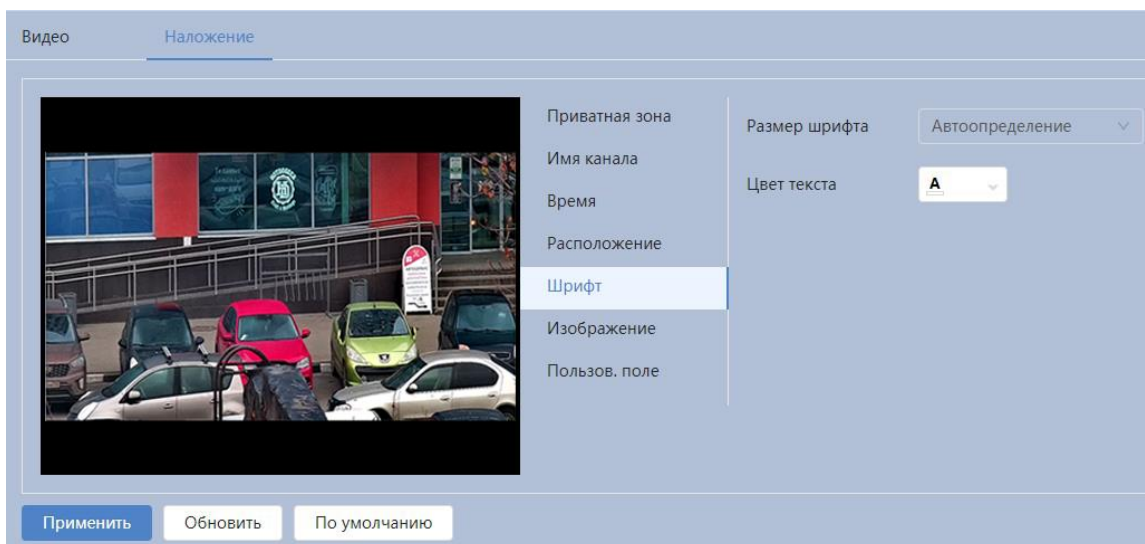 Видео
Наложение
Приватная зона
Имя канала
Время
Расположение
Шрифт
Изображение
Пользов. поле
Размер шрифта
Автоопределение
Цвет текста
A
Применить
Обновить
По умолчанию